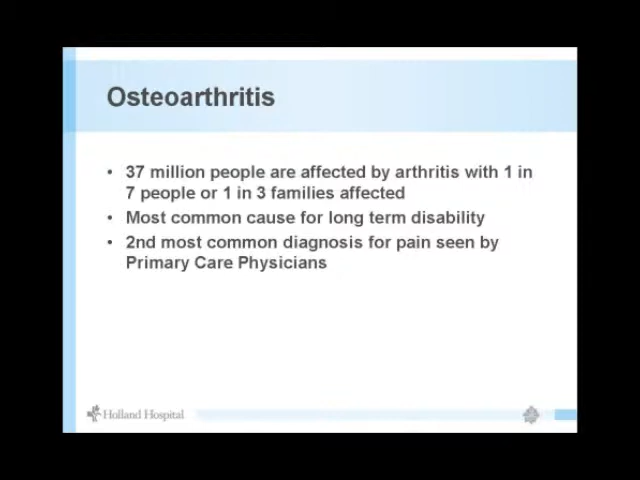 Osteoarthritis
• 37 million people are affected by arthritis with 1 in
7 people or 1 in 3 families affected
• Most common cause for long term disability
• 2nd most common diagnosis for pain seen by
Primary Care Physicians
Holland Hospital